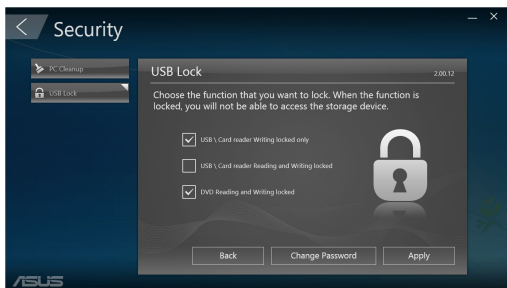 Security
PC Cleanup
USB Lock
USB Lock
2.00.12
Choose the function that you want to lock. When the function is
locked, you will not be able to access the storage device.
USB \ Card reader Writing locked only
USB \ Card reader Reading and Writing locked
DVD Reading and Writing locked
Back
Change Password
Apply
ASUS